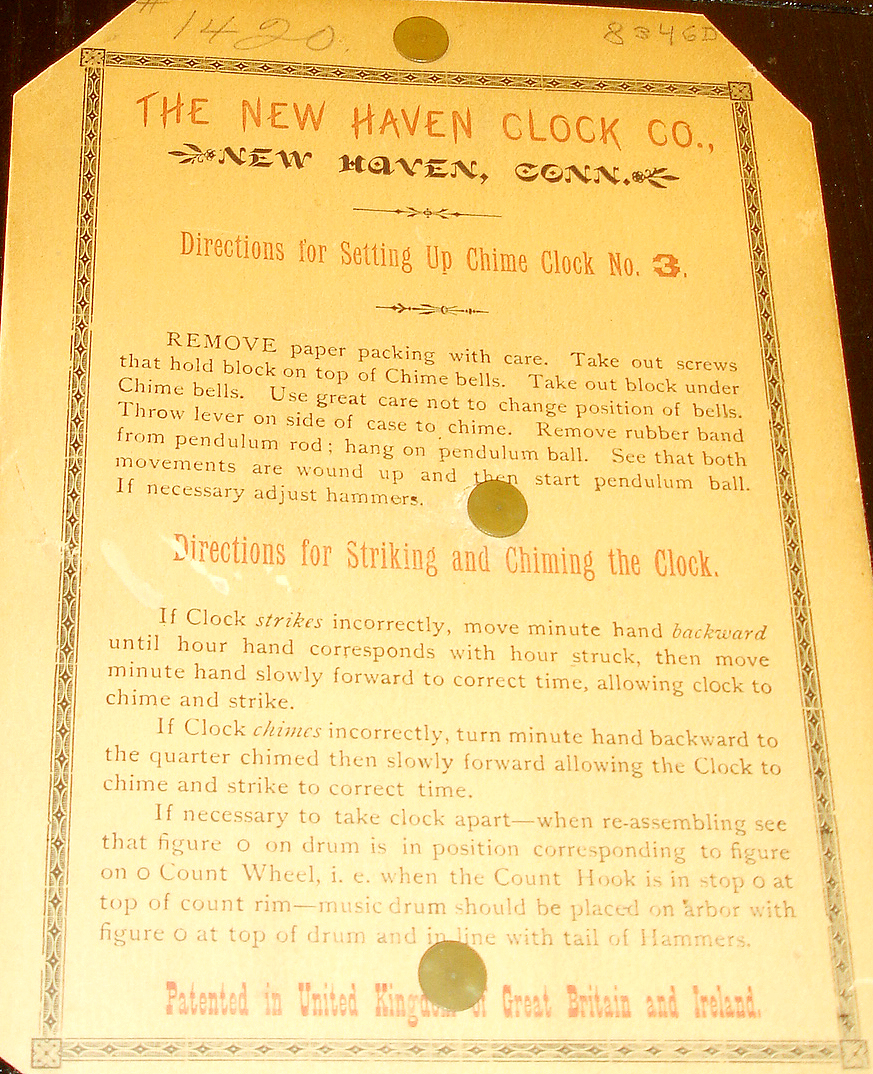 # 1420. 8346D
THE NEW HAVEN CLOCK CO.,
NEW HAVEN, CONN.
Directions for Setting Up Chime Clock No. 3.
REMOVE paper packing with care. Take out screws
that hold block on top of Chime bells. Take out block under
Chime bells. Use great care not to change position of bells.
Throw lever on side of case to chime. Remove rubber band
from pendulum rod; hang on pendulum ball. See that both
movements are wound up and then start pendulum ball.
If necessary adjust hammers.
Directions for Striking and Chiming the Clock.
If Clock strikes incorrectly, move minute hand backward
until hour hand corresponds with hour struck, then move
minute hand slowly forward to correct time, allowing clock to
chime and strike.
If Clock chimes incorrectly, turn minute hand backward to
the quarter chimed then slowly forward allowing the Clock to
chime and strike to correct time.
If necessary to take clock apart—when re-assembling see
that figure 0 on drum is in position corresponding to figure
on 0 Count Wheel, i. e. when the Count Hook is in stop 0 at
top of count rim—music drum should be placed on arbor with
figure 0 at top of drum and in line with tail of Hammers.
Patented in United Kingdom of Great Britain and Ireland.